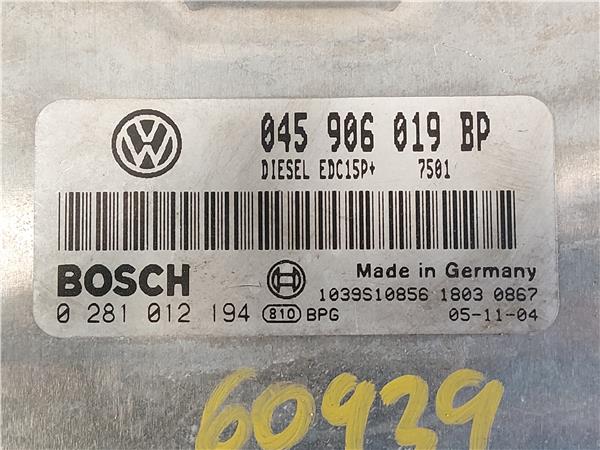 045 906 019 BP
DIESEL EDC15P+ 7501
BOSCH
Made in Germany
1039S10856 1803 0867
0 281 012 194 810 BPG 05-11-04
60939